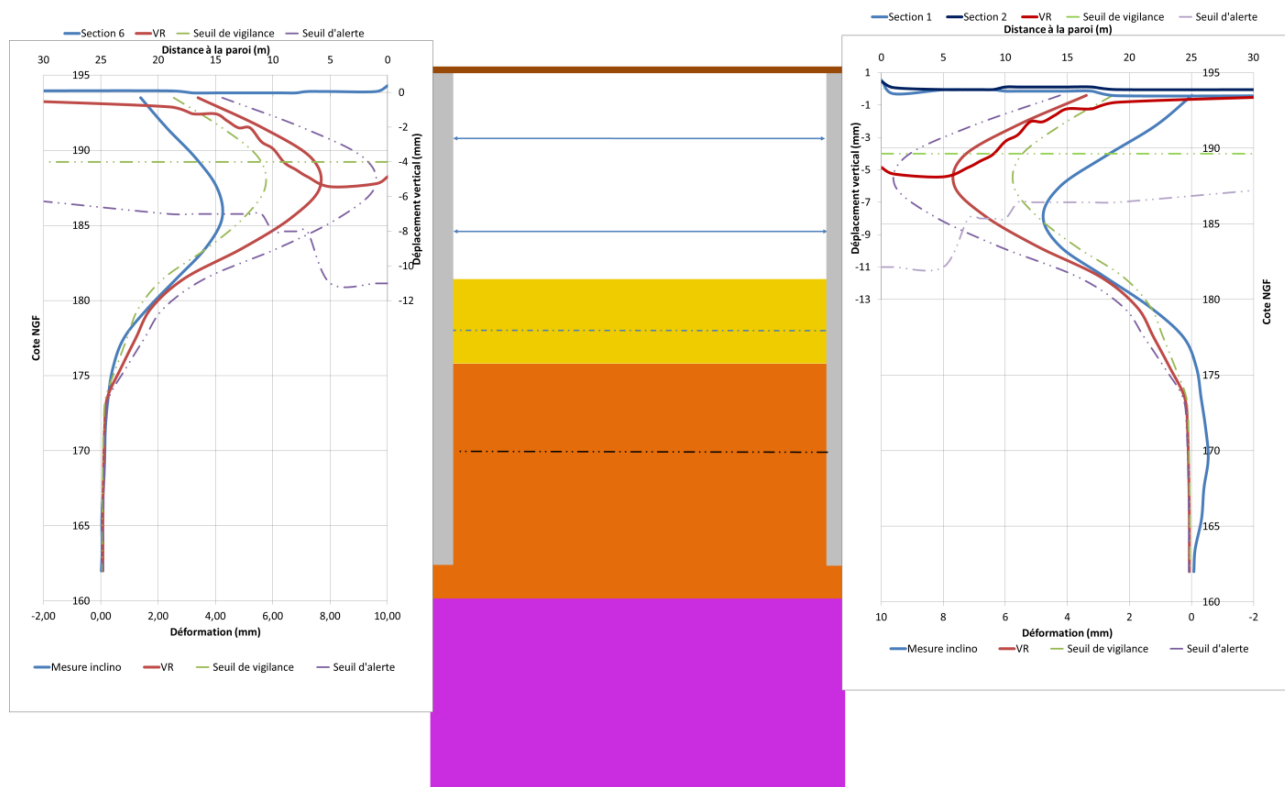 Section 6 VR Seuil de vigilance Seuil d'alerte
Distance à la paroi (m)
30 25 20 15 10 5 0
195
190
185
180
175
170
165
160
Cote NGF
0
-2
-4
-6
-8
-10
-12
Déplacement vertical (mm)
-2,00 0,00 2,00 4,00 6,00 8,00 10,00
Déformation (mm)
Mesure inclino VR Seuil de vigilance Seuil d'alerte
Section 1 Section 2 VR Seuil de vigilance Seuil d'alerte
Distance à la paroi (m)
0 5 10 15 20 25 30
1
-1
-3
-5
-7
-9
-11
-13
Déplacement vertical (mm)
195
190
185
180
175
170
165
160
Cote NGF
10 8 6 4 2 0 -2
Déformation (mm)
Mesure inclino VR Seuil de vigilance Seuil d'alerte